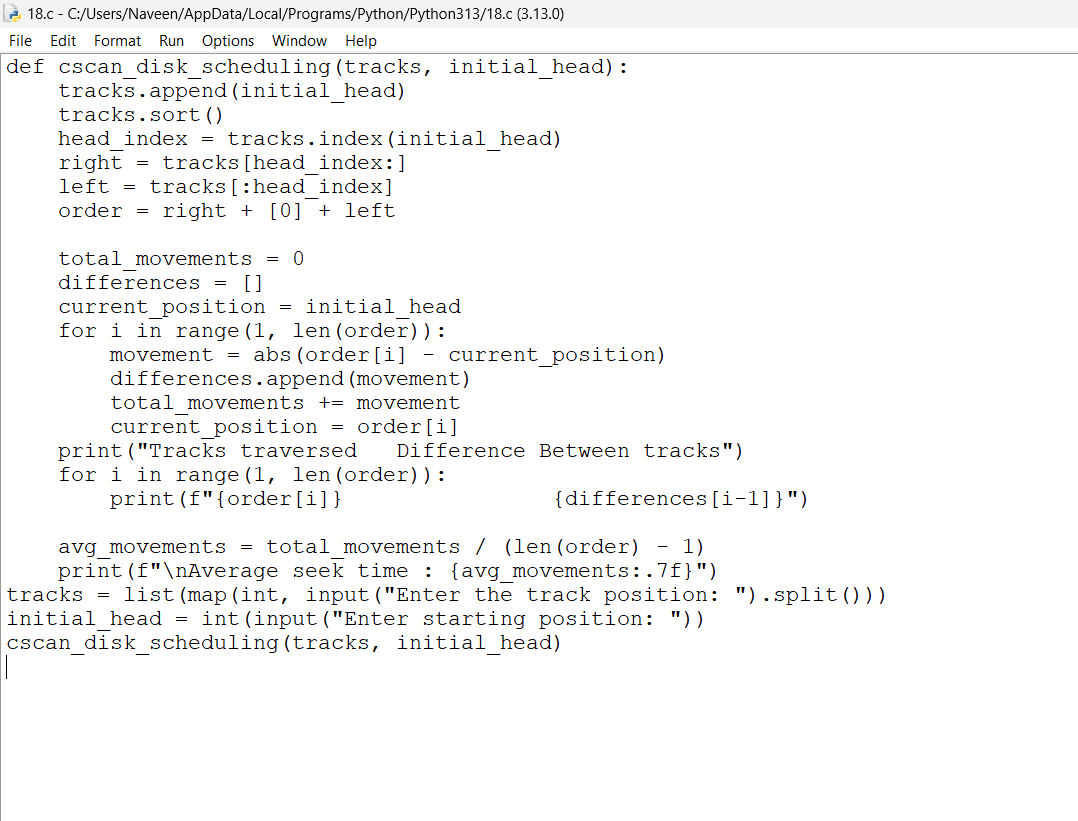 18.c - C:/Users/Naveen/AppData/Local/Programs/Python/Python313/18.c (3.13.0)
File Edit Format Run Options Window Help
def cscan_disk_scheduling(tracks, initial_head):
    tracks.append(initial_head)
    tracks.sort()
    head_index = tracks.index(initial_head)
    right = tracks[head_index:]
    left = tracks[:head_index]
    order = right + [0] + left

    total_movements = 0
    differences = []
    current_position = initial_head
    for i in range(1, len(order)):
        movement = abs(order[i] - current_position)
        differences.append(movement)
        total_movements += movement
        current_position = order[i]
    print("Tracks traversed   Difference Between tracks")
    for i in range(1, len(order)):
        print(f"{order[i]}                {differences[i-1]}")

    avg_movements = total_movements / (len(order) - 1)
    print(f"\nAverage seek time : {avg_movements:.7f}")
tracks = list(map(int, input("Enter the track position: ").split()))
initial_head = int(input("Enter starting position: "))
cscan_disk_scheduling(tracks, initial_head)